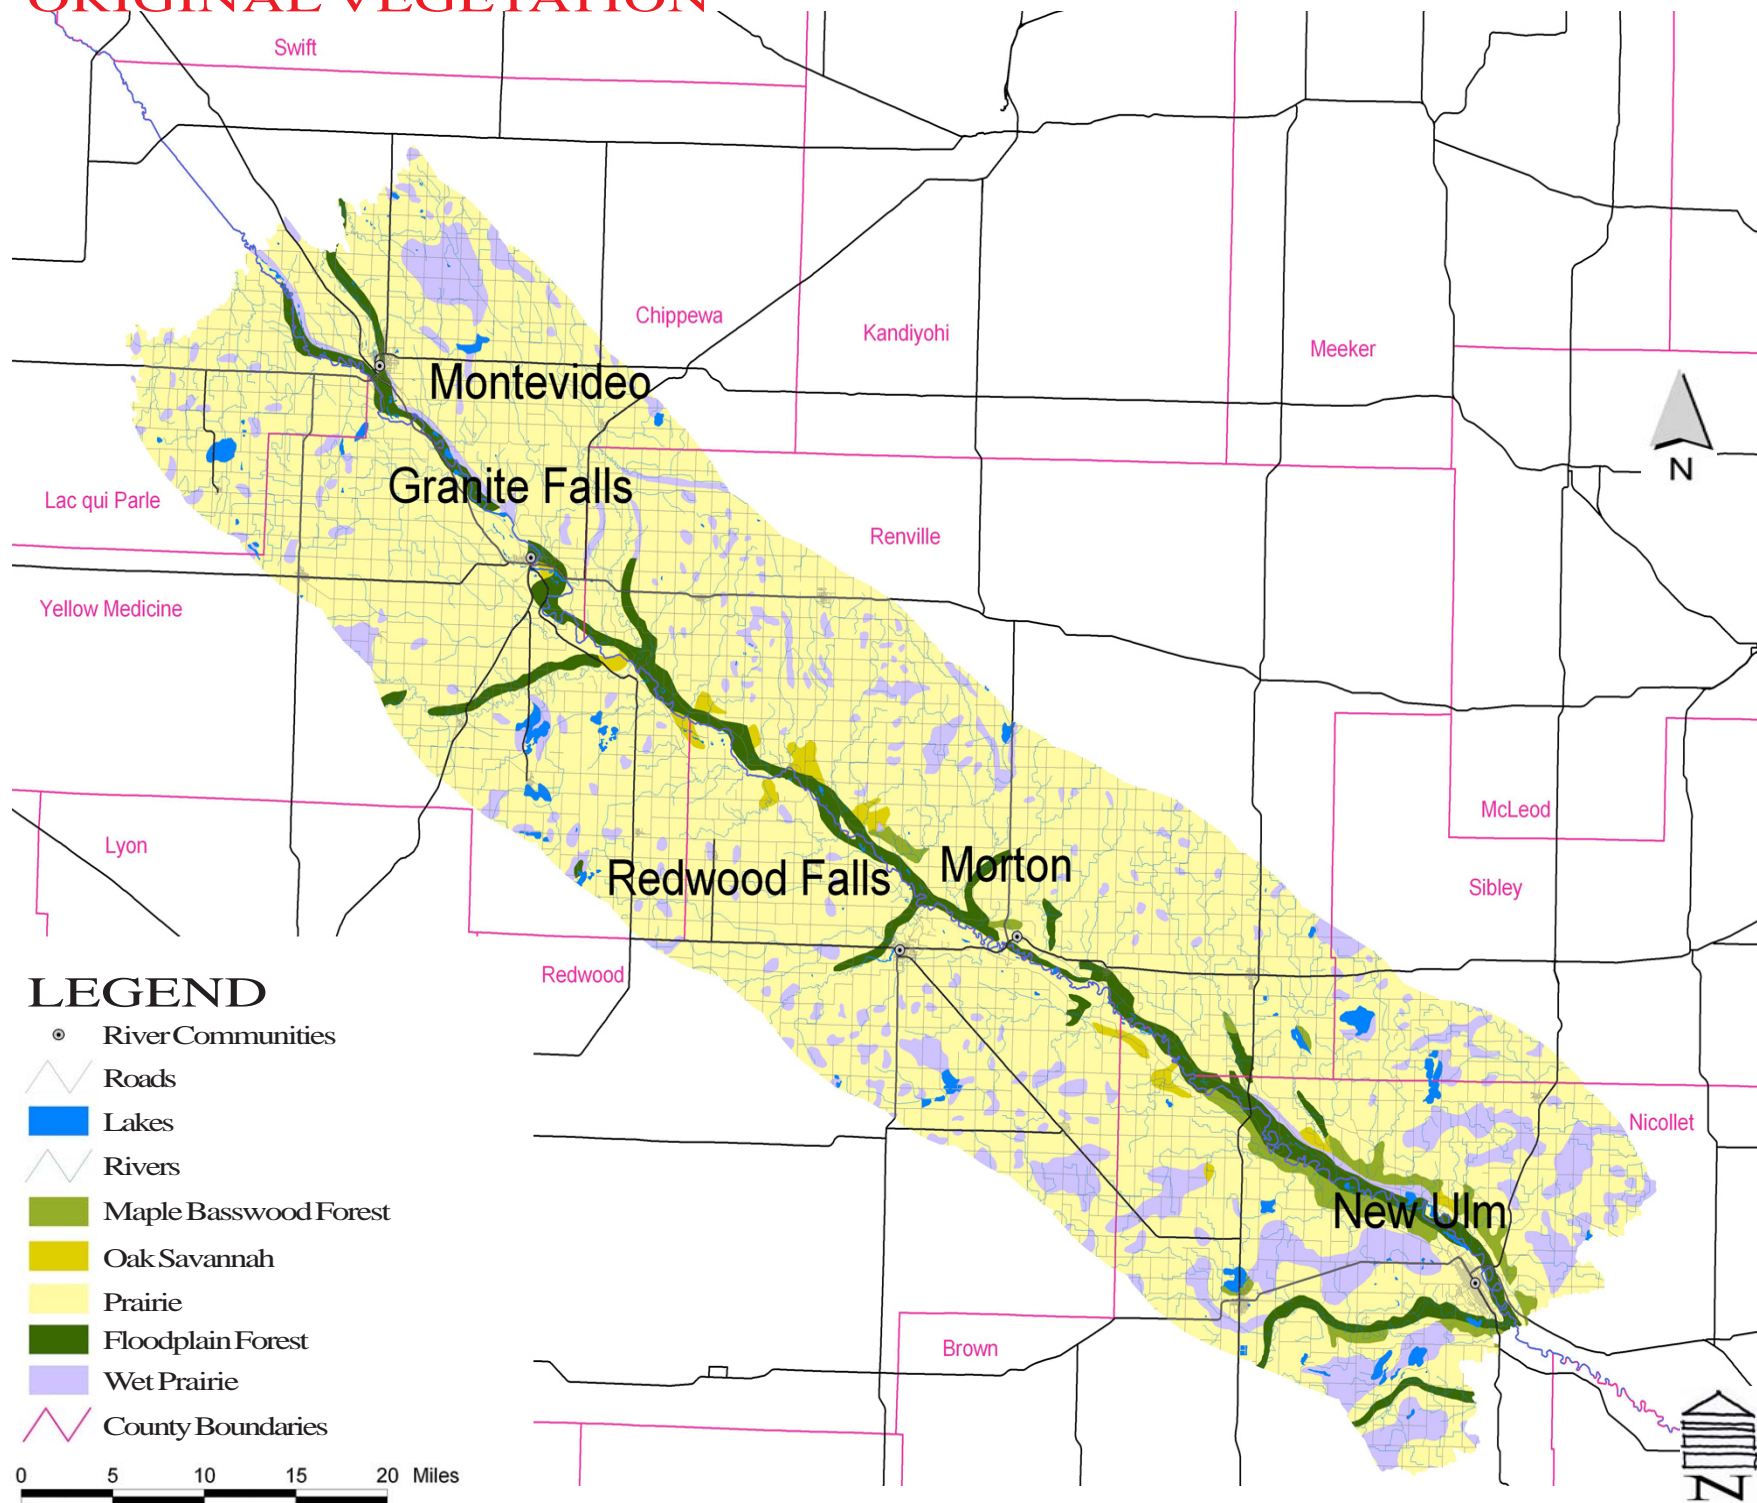 ORIGINAL VEGETATION
Swift
Chippewa
Kandiyohi
Meeker
Montevideo
N
Granite Falls
Lac qui Parle
Renville
Yellow Medicine
McLeod
Lyon
Redwood Falls
Morton
Sibley
Redwood
Nicollet
New Ulm
Brown
LEGEND
River Communities
Roads
Lakes
Rivers
Maple Basswood Forest
Oak Savannah
Prairie
Floodplain Forest
Wet Prairie
County Boundaries
0 5 10 15 20 Miles
N